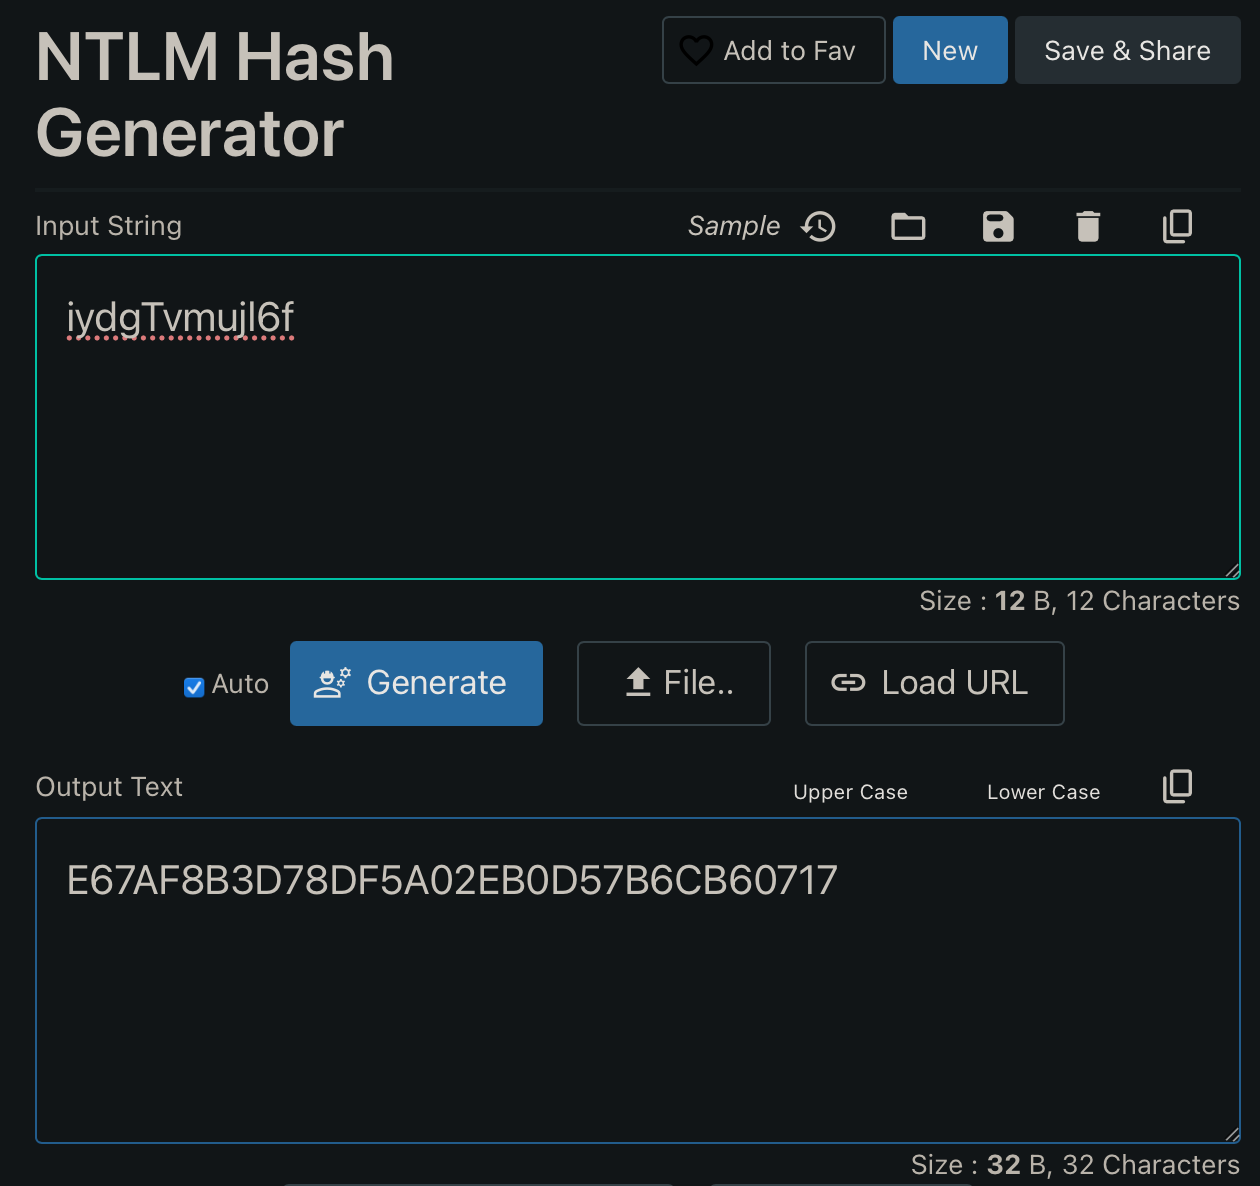 NTLM Hash
Generator
Add to Fav
New
Save & Share
Input String
Sample
iydgTvmujl6f
Size : 12 B, 12 Characters
Auto
Generate
File..
Load URL
Output Text
Upper Case
Lower Case
E67AF8B3D78DF5A02EB0D57B6CB60717
Size : 32 B, 32 Characters